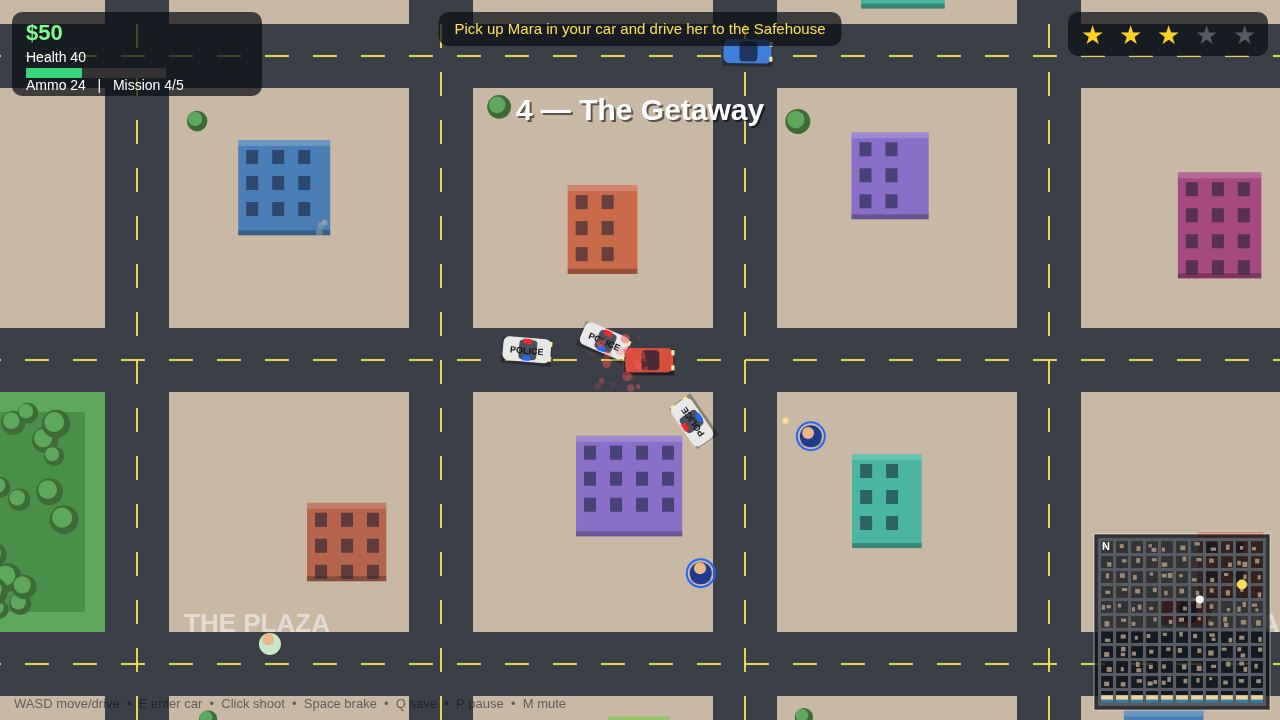 $50
Health 40
Ammo 24 | Mission 4/5
Pick up Mara in your car and drive her to the Safehouse
★ ★ ★ ★ ★
4 — The Getaway
POLICE
POLICE
POLICE
THE PLAZA
N
WASD move/drive • E enter car • Click shoot • Space brake • Q save • P pause • M mute